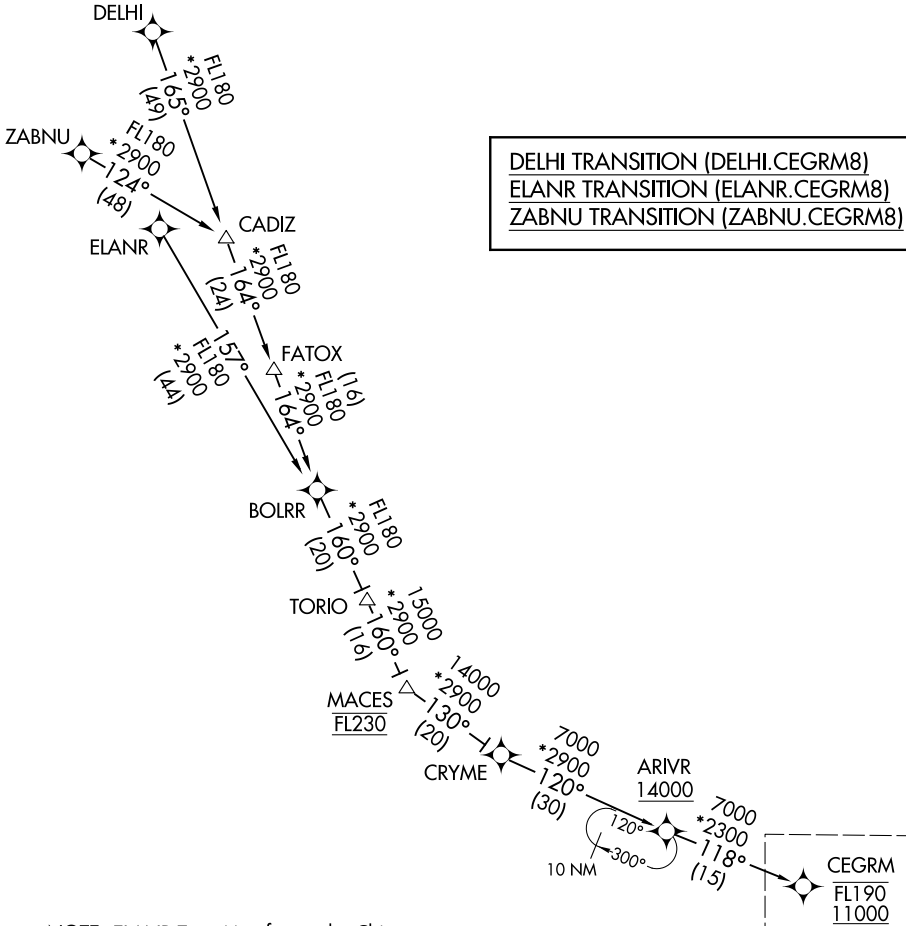 DELHI
FL180
*2900
165°
(49)
ZABNU
FL180
*2900
124°
(48)
DELHI TRANSITION (DELHI.CEGRM8)
ELANR TRANSITION (ELANR.CEGRM8)
ZABNU TRANSITION (ZABNU.CEGRM8)
CADIZ
ELANR
FL180
*2900
164°
(24)
157°
FL180
*2900
(44)
FATOX
(16)
FL180
*2900
164°
BOLRR
FL180
*2900
160°
(20)
TORIO
15000
*2900
160°
(16)
MACES
FL230
14000
*2900
130°
(20)
CRYME
7000
*2900
120°
(30)
ARIVR
14000
120°
300°
10 NM
7000
*2300
118°
(15)
CEGRM
FL190
11000